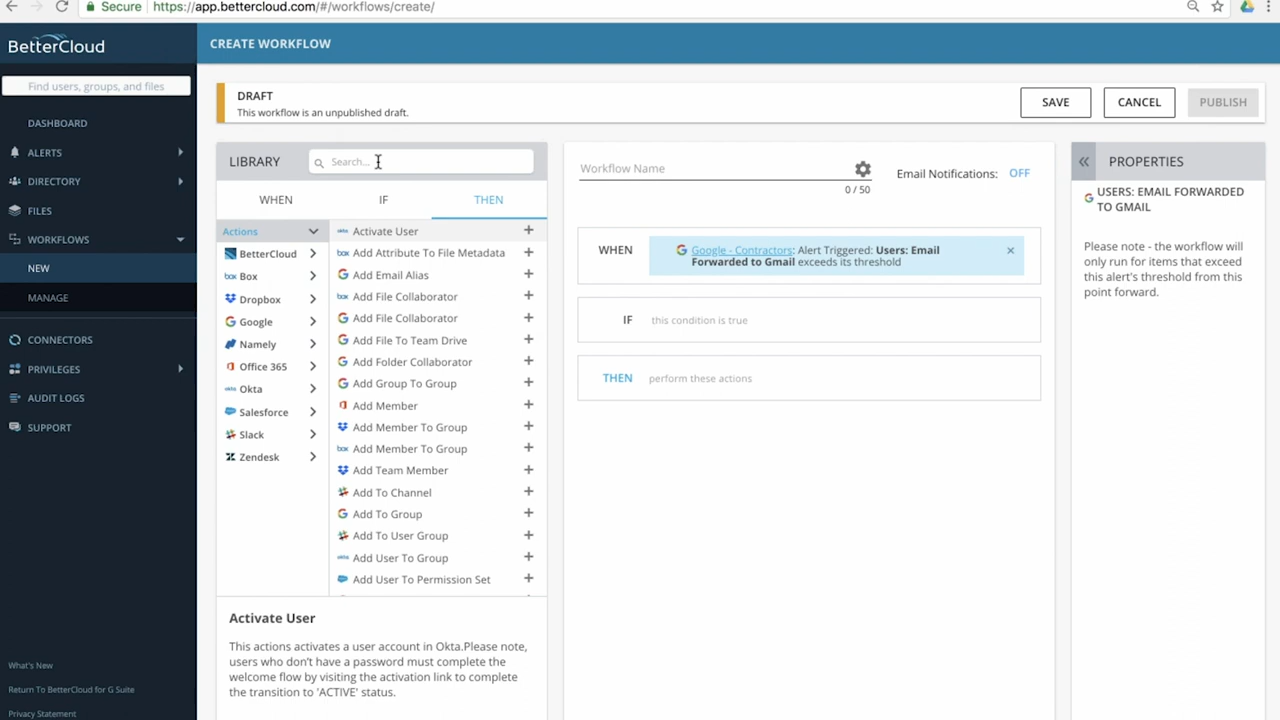 Secure https://app.bettercloud.com/#/workflows/create/
BetterCloud
Find users, groups, and files
DASHBOARD
ALERTS
DIRECTORY
FILES
WORKFLOWS
NEW
MANAGE
CONNECTORS
PRIVILEGES
AUDIT LOGS
SUPPORT
What's New
Return To BetterCloud for G Suite
Privacy Statement
CREATE WORKFLOW
DRAFT
This workflow is an unpublished draft.
SAVE
CANCEL
PUBLISH
LIBRARY
Search...
WHEN
IF
THEN
Actions
BetterCloud
Box
Dropbox
Google
Namely
Office 365
Okta
Salesforce
Slack
Zendesk
okta Activate User +
box Add Attribute To File Metadata +
Add Email Alias +
box Add File Collaborator +
Add File Collaborator +
Add File To Team Drive +
Add Folder Collaborator +
Add Group To Group +
Add Member +
Add Member To Group +
box Add Member To Group +
Add Team Member +
Add To Channel +
Add To Group +
Add To User Group +
okta Add User To Group +
Add User To Permission Set +
Activate User
This actions activates a user account in Okta.Please note,
users who don't have a password must complete the
welcome flow by visiting the activation link to complete
the transition to 'ACTIVE' status.
Workflow Name
0 / 50
Email Notifications: OFF
WHEN
Google - Contractors: Alert Triggered: Users: Email
Forwarded to Gmail exceeds its threshold
×
IF this condition is true
THEN perform these actions
« PROPERTIES
USERS: EMAIL FORWARDED
TO GMAIL
Please note - the workflow will
only run for items that exceed
this alert's threshold from this
point forward.